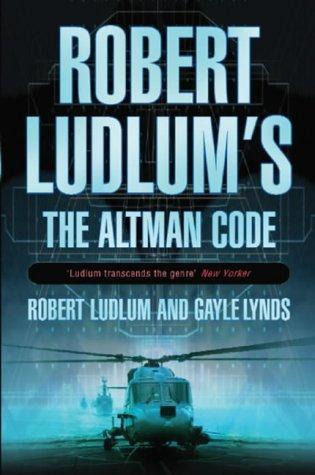 ROBERT
LUDLUM'S
THE ALTMAN CODE
'Ludlum transcends the genre' New Yorker
ROBERT LUDLUM AND GAYLE LYNDS